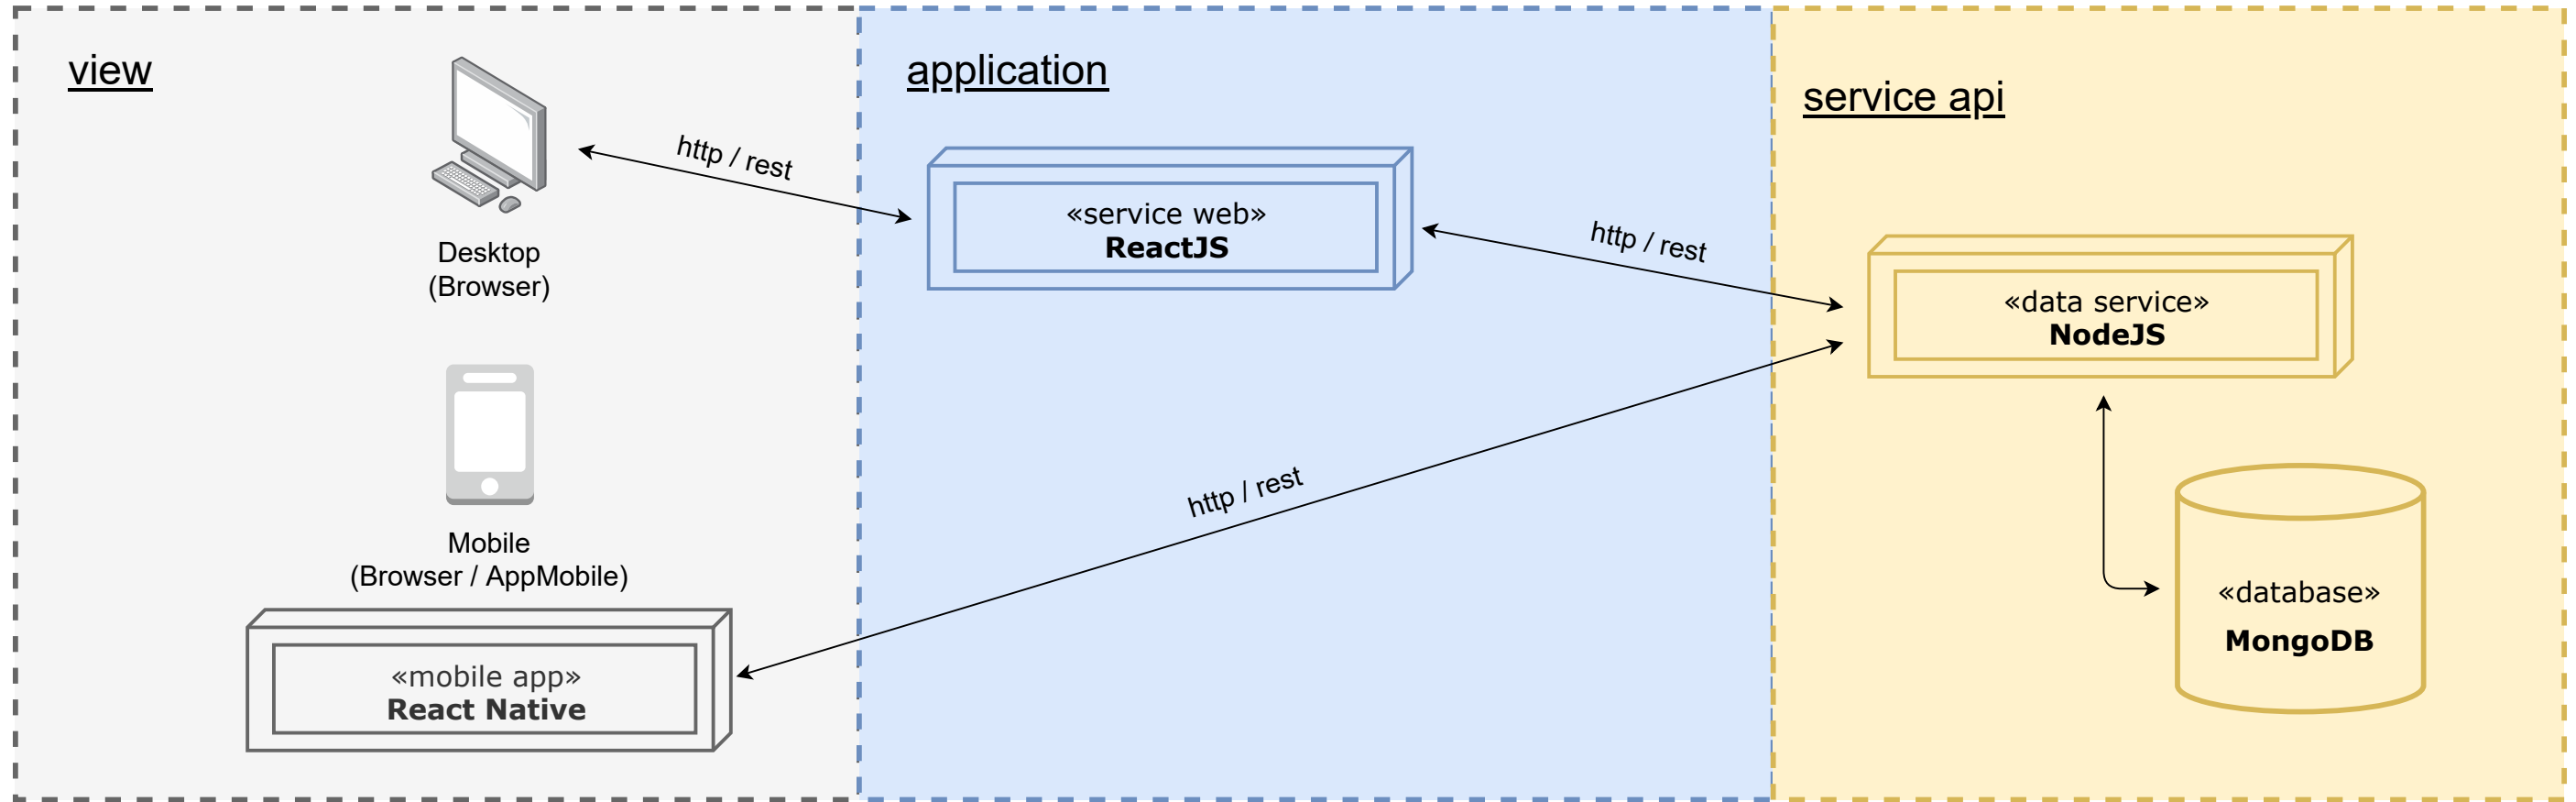 view
Desktop
(Browser)
Mobile
(Browser / AppMobile)
«mobile app»
React Native
http / rest
application
«service web»
ReactJS
http / rest
http / rest
service api
«data service»
NodeJS
«database»
MongoDB